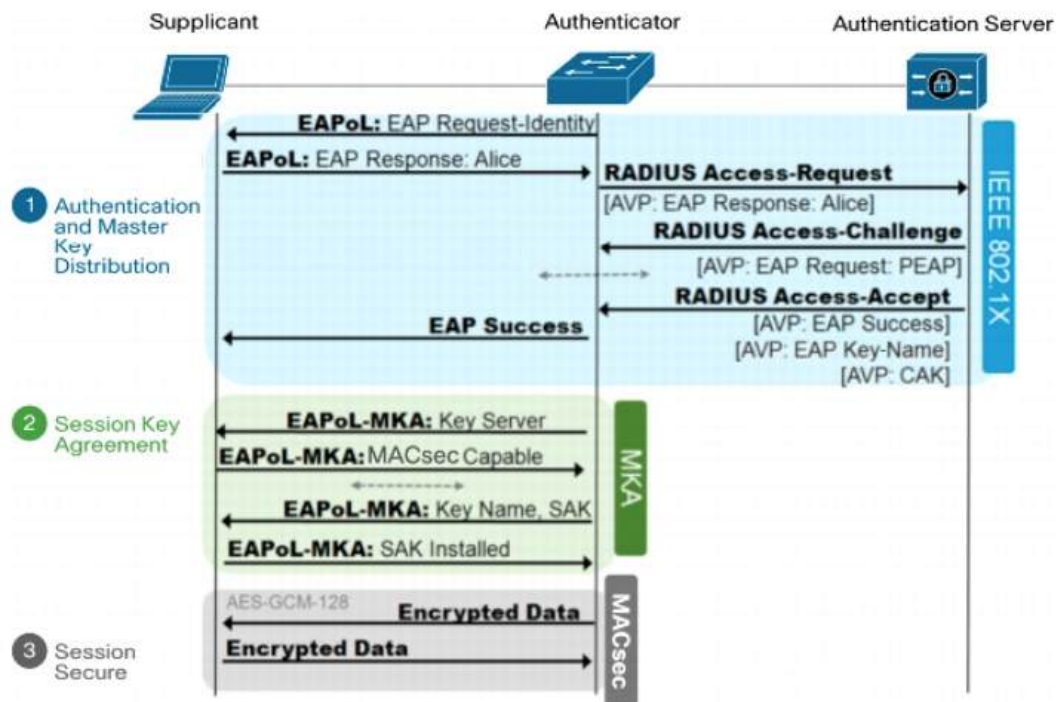 Supplicant
Authenticator
Authentication Server
EAPoL: EAP Request-Identity
EAPoL: EAP Response: Alice
RADIUS Access-Request
[AVP: EAP Response: Alice]
RADIUS Access-Challenge
[AVP: EAP Request: PEAP]
RADIUS Access-Accept
EAP Success
[AVP: EAP Success]
[AVP: EAP Key-Name]
[AVP: CAK]
IEEE 802.1X
1
Authentication
and Master
Key
Distribution
2
Session Key
Agreement
EAPoL-MKA: Key Server
EAPoL-MKA: MACsec Capable
EAPoL-MKA: Key Name, SAK
EAPoL-MKA: SAK Installed
MKA
3
Session
Secure
AES-GCM-128
Encrypted Data
Encrypted Data
MACsec